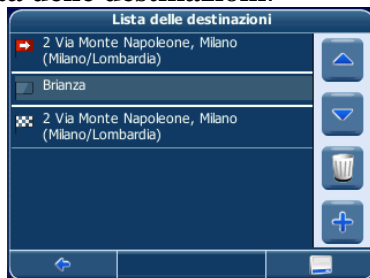 Lista delle destinazioni
2 Via Monte Napoleone, Milano
(Milano/Lombardia)
Brianza
2 Via Monte Napoleone, Milano
(Milano/Lombardia)